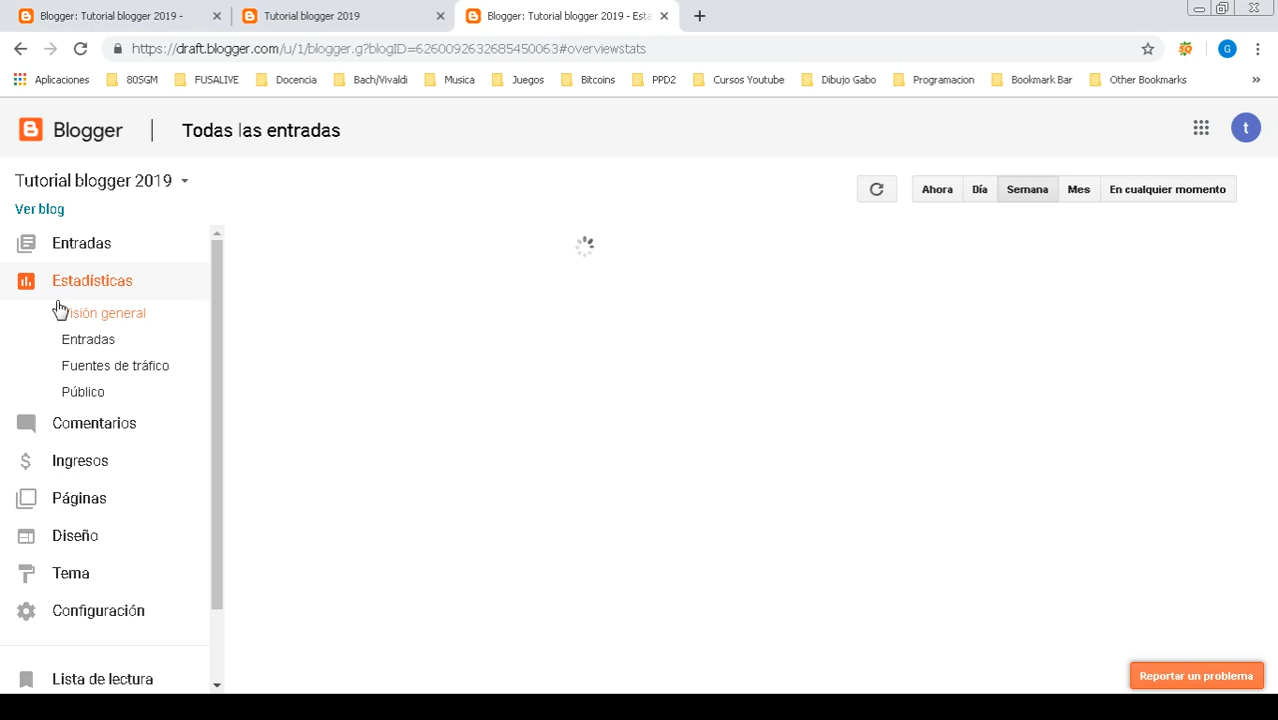 Blogger: Tutorial blogger 2019 -
Tutorial blogger 2019
Blogger: Tutorial blogger 2019 - Esta
https://draft.blogger.com/u/1/blogger.g?blogID=6260092632685450063#overviewstats
G
Aplicaciones
80SGM
FUSALIVE
Docencia
Bach/Vivaldi
Musica
Juegos
Bitcoins
PPD2
Cursos Youtube
Dibujo Gabo
Programacion
Bookmark Bar
Other Bookmarks
Blogger
Todas las entradas
t
Tutorial blogger 2019
Ver blog
Ahora
Día
Semana
Mes
En cualquier momento
Entradas
Estadísticas
isión general
Entradas
Fuentes de tráfico
Público
Comentarios
Ingresos
Páginas
Diseño
Tema
Configuración
Lista de lectura
Reportar un problema